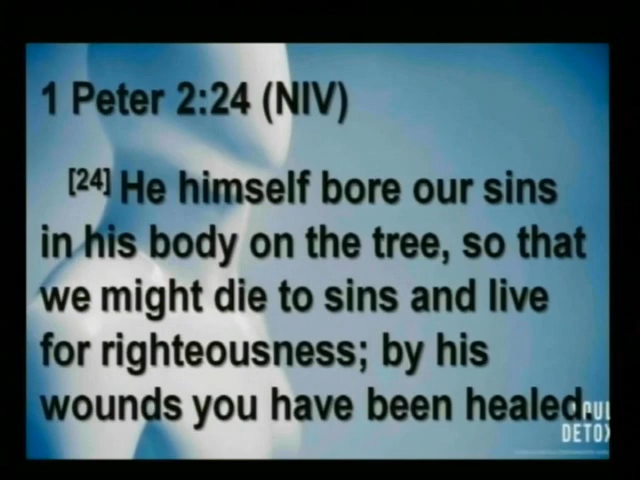 1 Peter 2:24 (NIV)
[24] He himself bore our sins
in his body on the tree, so that
we might die to sins and live
for righteousness; by his
wounds you have been healed.
DETOX